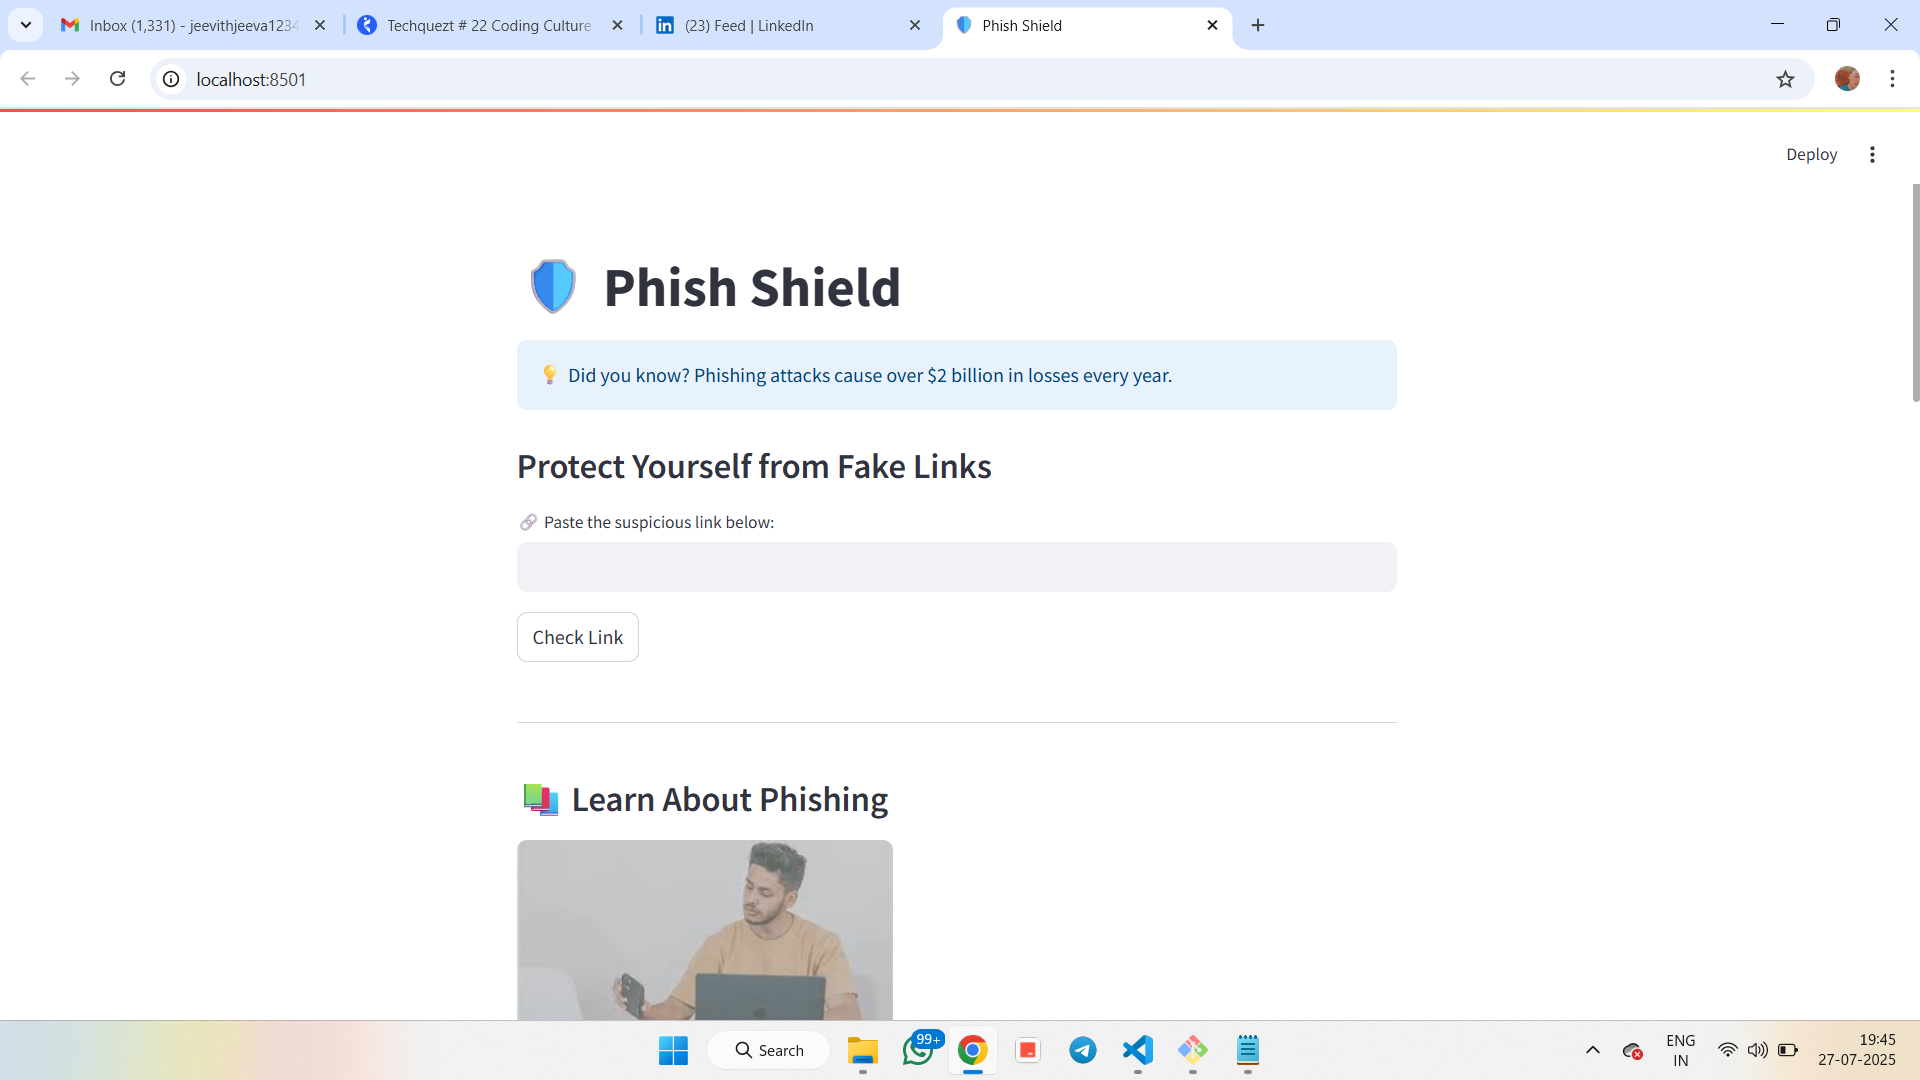 Inbox (1,331) - jeevithjeeva1234
Techquezt # 22 Coding Culture
(23) Feed | LinkedIn
Phish Shield
localhost:8501
Deploy
Phish Shield
Did you know? Phishing attacks cause over $2 billion in losses every year.
Protect Yourself from Fake Links
Paste the suspicious link below:
Check Link
Learn About Phishing
Search
99+
ENG
IN
19:45
27-07-2025